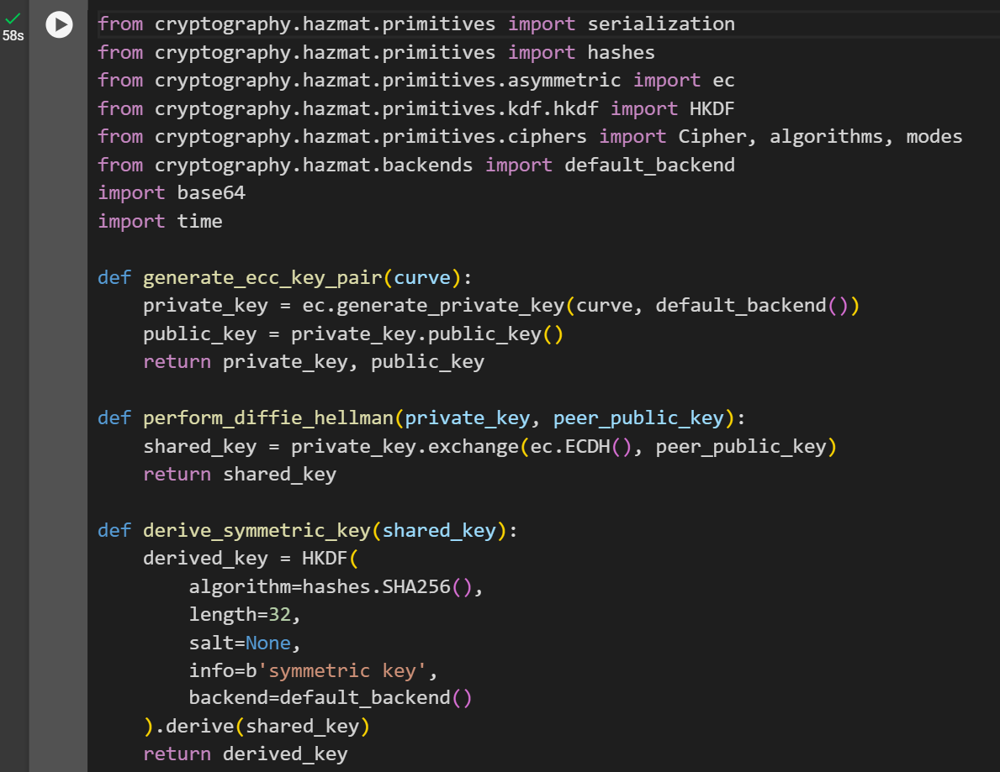 58s
from cryptography.hazmat.primitives import serialization
from cryptography.hazmat.primitives import hashes
from cryptography.hazmat.primitives.asymmetric import ec
from cryptography.hazmat.primitives.kdf.hkdf import HKDF
from cryptography.hazmat.primitives.ciphers import Cipher, algorithms, modes
from cryptography.hazmat.backends import default_backend
import base64
import time

def generate_ecc_key_pair(curve):
    private_key = ec.generate_private_key(curve, default_backend())
    public_key = private_key.public_key()
    return private_key, public_key

def perform_diffie_hellman(private_key, peer_public_key):
    shared_key = private_key.exchange(ec.ECDH(), peer_public_key)
    return shared_key

def derive_symmetric_key(shared_key):
    derived_key = HKDF(
        algorithm=hashes.SHA256(),
        length=32,
        salt=None,
        info=b'symmetric key',
        backend=default_backend()
    ).derive(shared_key)
    return derived_key